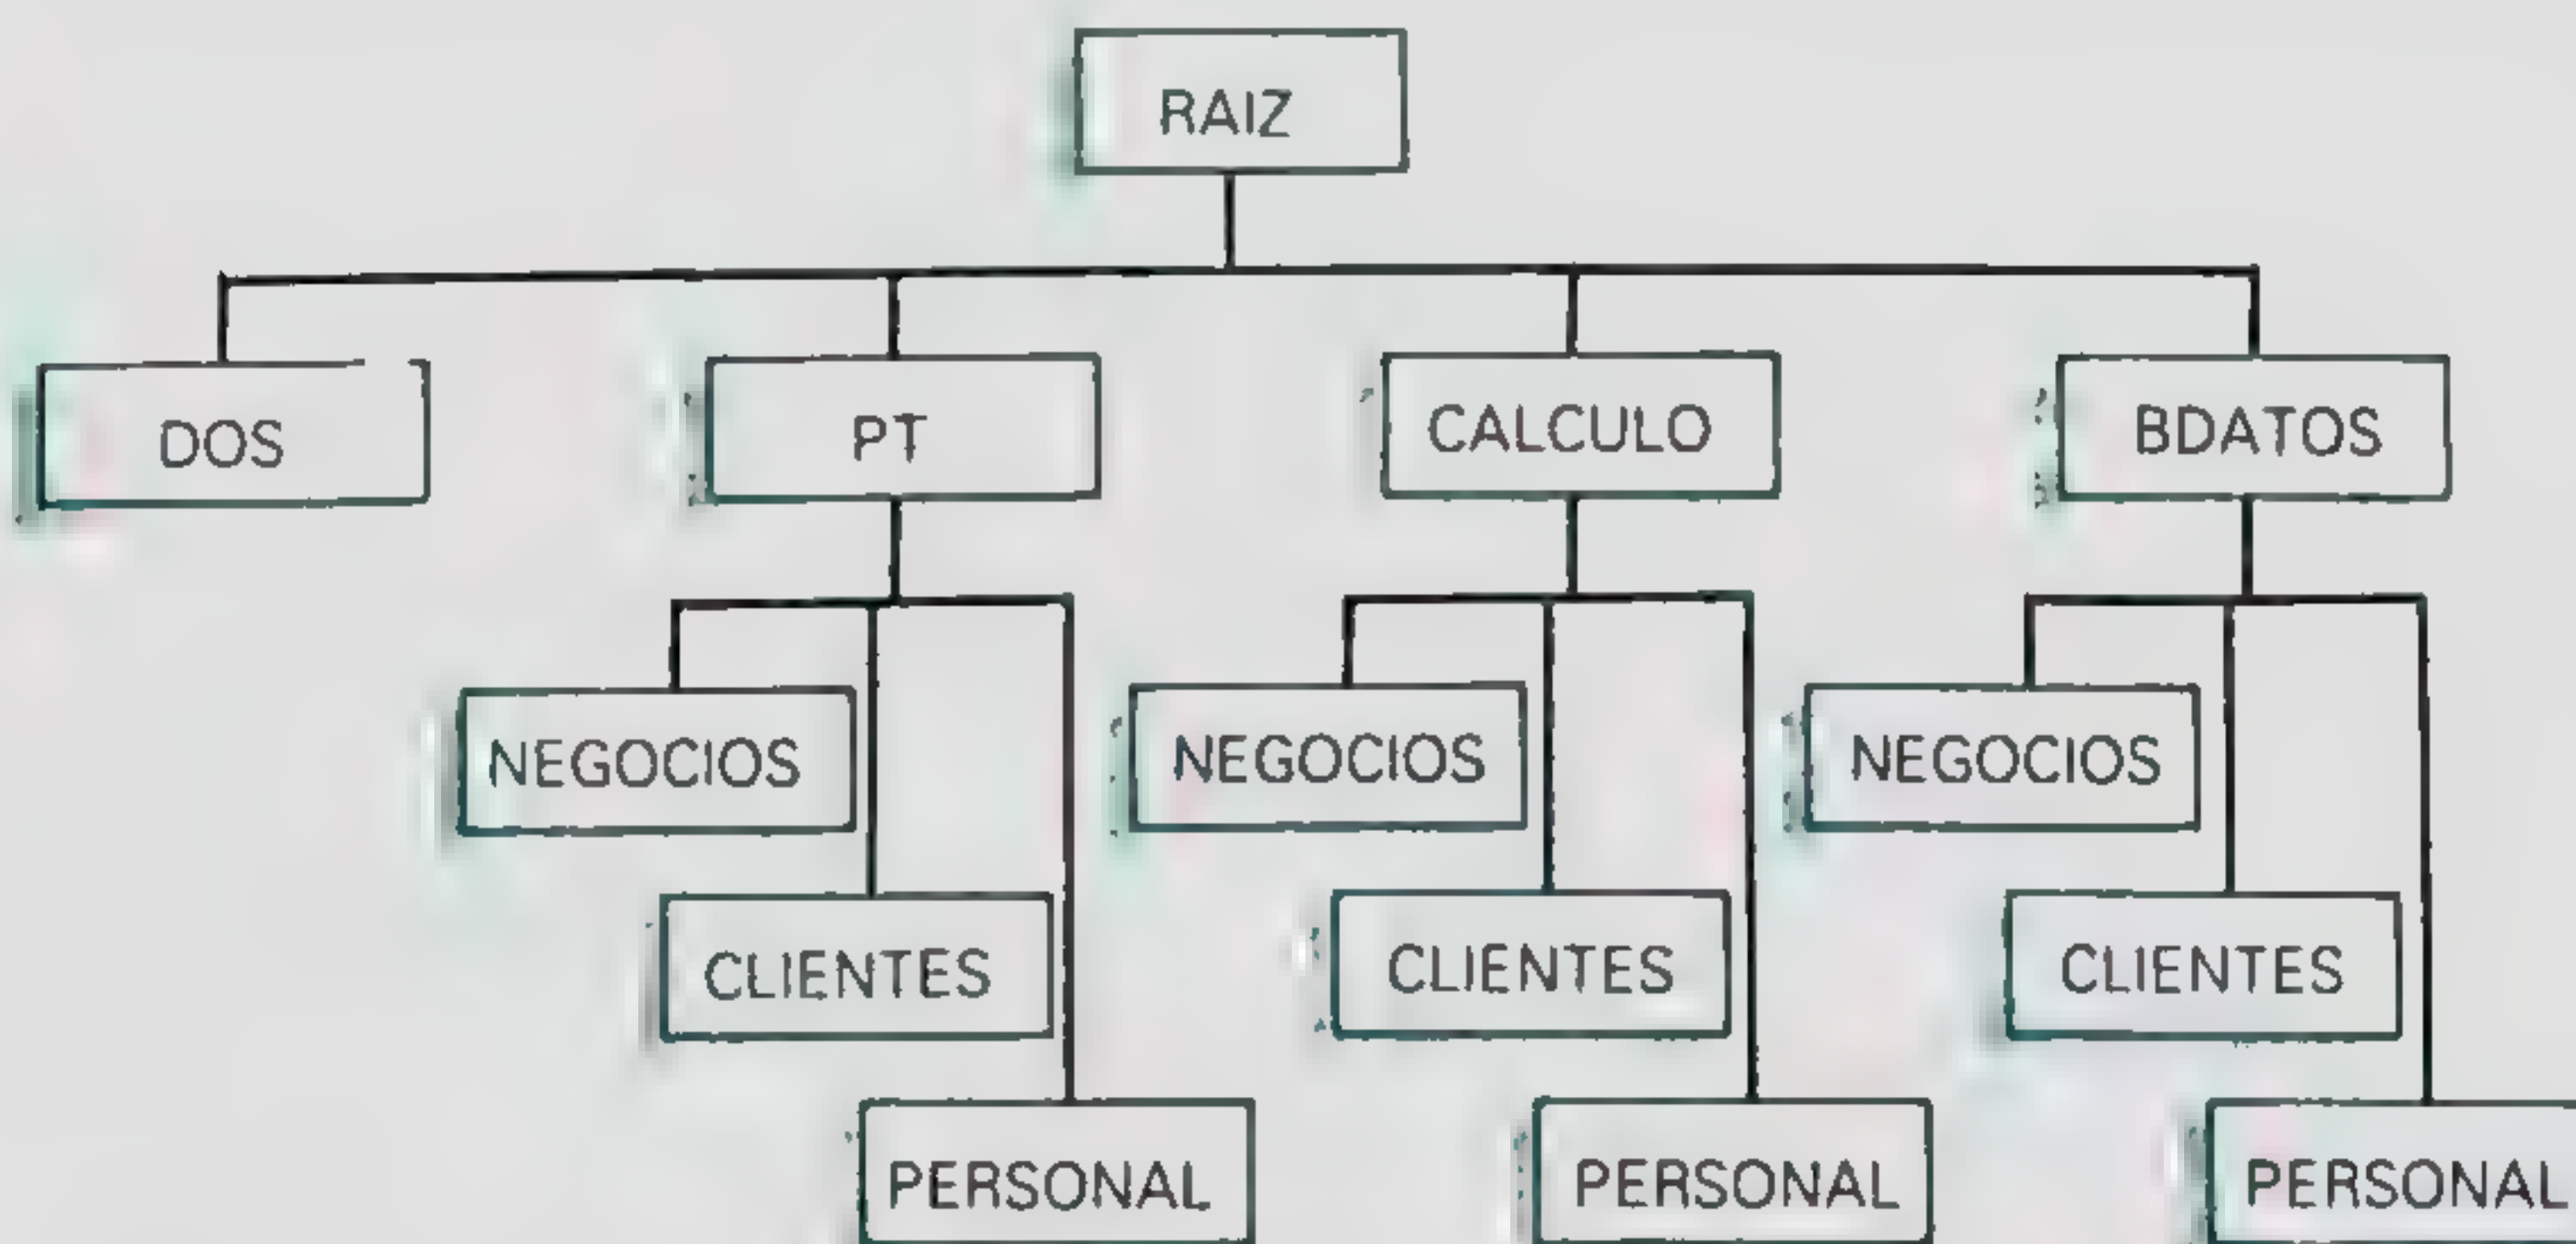 RAIZ
DOS PT CALCULO BDATOS
NEGOCIOS NEGOCIOS NEGOCIOS
CLIENTES CLIENTES CLIENTES
PERSONAL PERSONAL PERSONAL